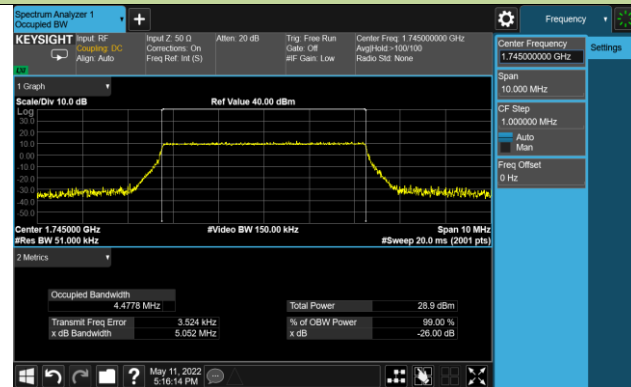 Spectrum Analyzer 1
Occupied BW
+
Frequency
KEYSIGHT
Input: RF
Coupling: DC
Align: Auto
Input Z: 50 Ω
Corrections: On
Freq Ref: Int (S)
Atten: 20 dB
Trig: Free Run
Gate: Off
#IF Gain: Low
Center Freq: 1.745000000 GHz
Avg|Hold:>100/100
Radio Std: None
LXI
Center Frequency
1.745000000 GHz
Settings
Span
10.000 MHz
CF Step
1.000000 MHz
Auto
Man
Freq Offset
0 Hz
1 Graph
Scale/Div 10.0 dB
Ref Value 40.00 dBm
Log
30.0
20.0
10.0
0.00
-10.0
-20.0
-30.0
-40.0
-50.0
Center 1.745000 GHz
#Video BW 150.00 kHz
Span 10 MHz
#Res BW 51.000 kHz
#Sweep 20.0 ms (2001 pts)
2 Metrics
Occupied Bandwidth
4.4778 MHz
Total Power 28.9 dBm
Transmit Freq Error 3.524 kHz
% of OBW Power 99.00 %
x dB Bandwidth 5.052 MHz
x dB -26.00 dB
?
May 11, 2022
5:16:14 PM